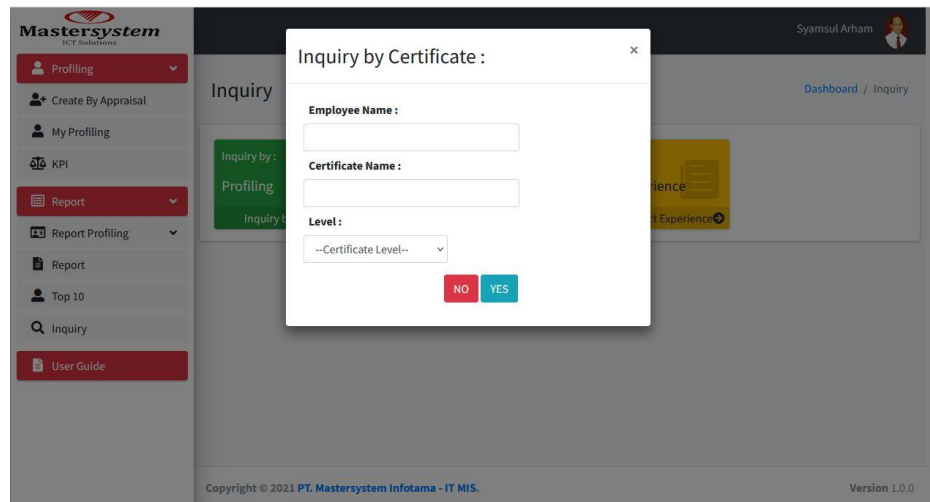 Mastersystem
ICT Solutions
Syamsul Arham
Profiling
Create By Appraisal
My Profiling
KPI
Report
Report Profiling
Report
Top 10
Inquiry
User Guide
Inquiry
Dashboard / Inquiry
Inquiry by :
Profiling
Inquiry b
rience
ct Experience
Inquiry by Certificate :
×
Employee Name :
Certificate Name :
Level :
--Certificate Level--
NO YES
Copyright © 2021 PT. Mastersystem Infotama - IT MIS.
Version 1.0.0